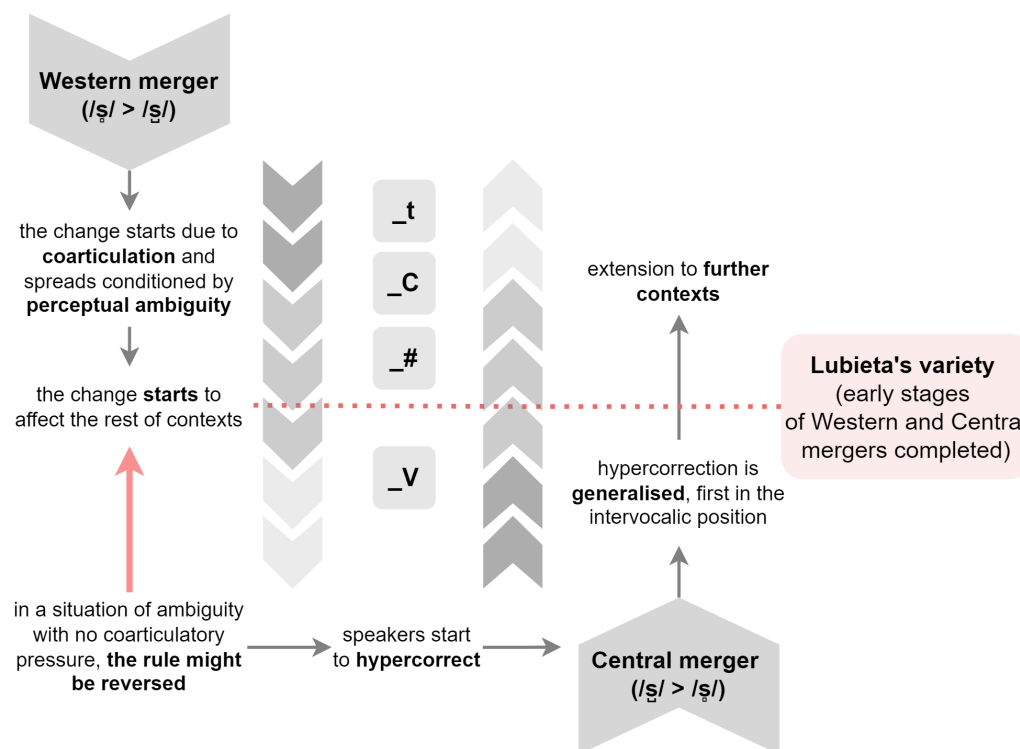 Western merger
(/s̻/ > /s̺/)
the change starts due to
coarticulation and
spreads conditioned by
perceptual ambiguity
the change starts to
affect the rest of contexts
in a situation of ambiguity
with no coarticulatory
pressure, the rule might
be reversed
_t
_C
_#
_V
speakers start
to hypercorrect
extension to further
contexts
hypercorrection is
generalised, first in the
intervocalic position
Central merger
(/s̺/ > /s̻/)
Lubieta's variety
(early stages
of Western and Centra
mergers completed)